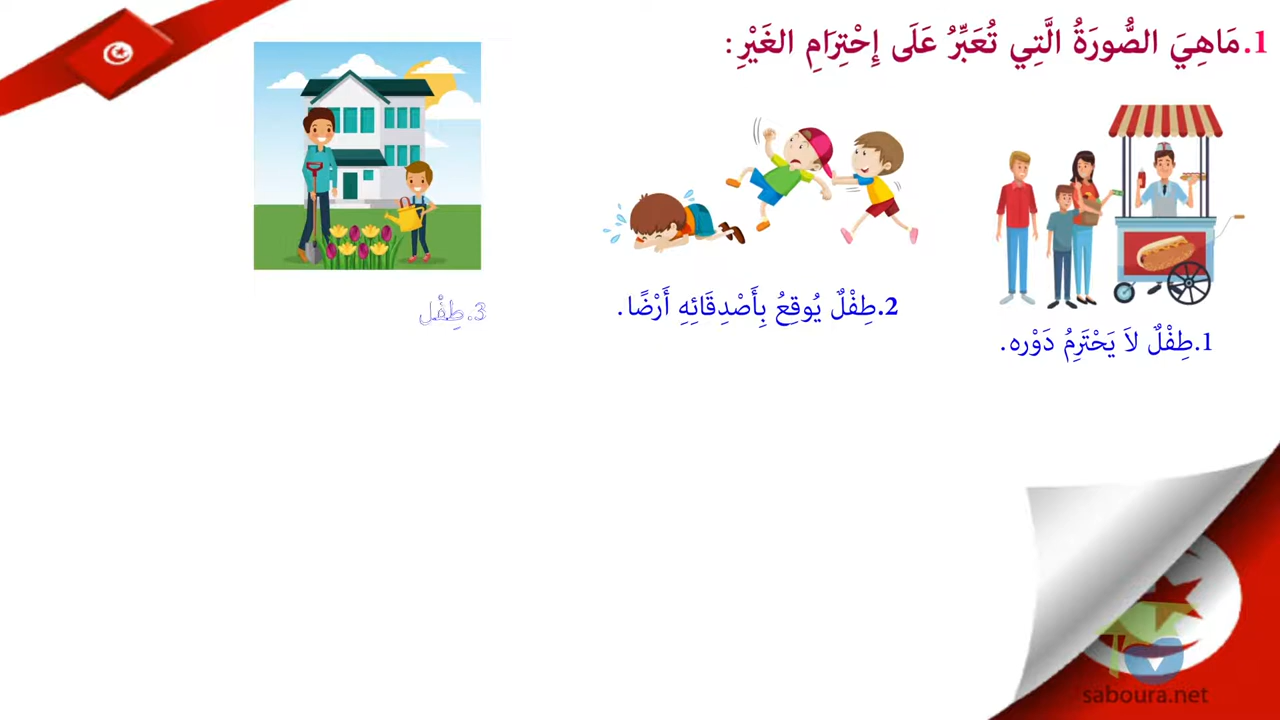 1.مَاهِيَ الصُّورَةُ الَّتِي تُعَبِّرُ عَلَى إِحْتِرَامِ الغَيْرِ:
1.طِفْلٌ لاَ يَحْتَرِمُ دَوْره.
2.طِفْلٌ يُوقِعُ بِأَصْدِقَائِهِ أَرْضًا.
3.طِفْل
saboura.net